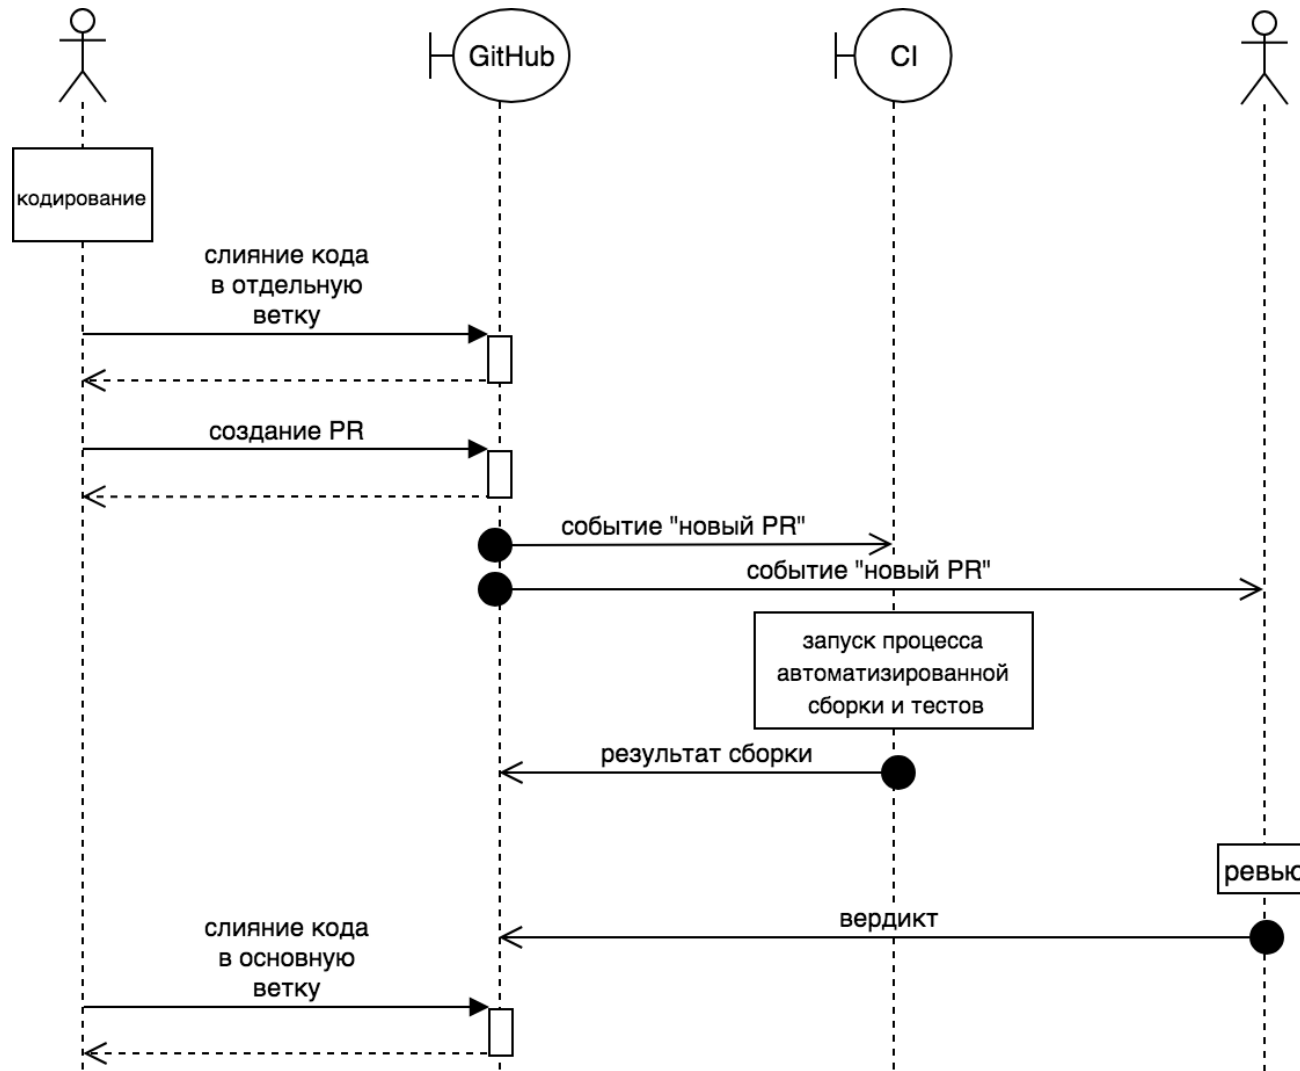 GitHub
CI
кодирование
слияние кода
в отдельную
ветку
создание PR
событие "новый PR"
событие "новый PR"
запуск процесса
автоматизированной
сборки и тестов
результат сборки
ревью
вердикт
слияние кода
в основную
ветку